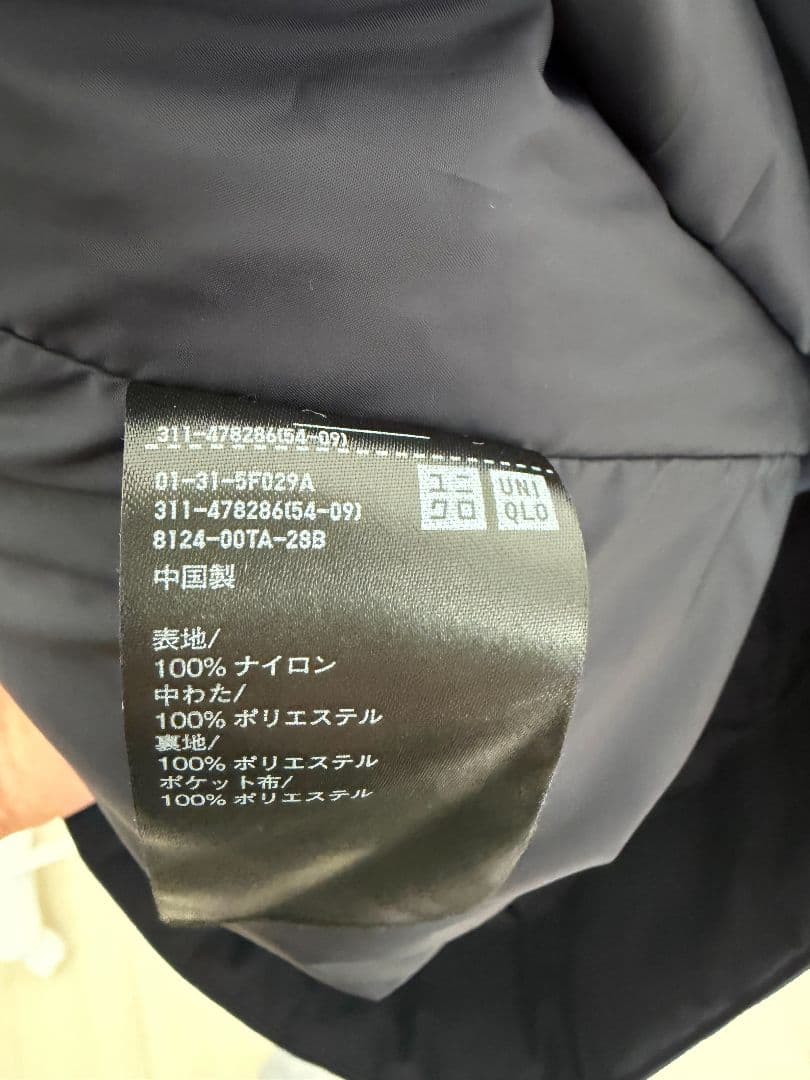 311-478286(54-09)
01-31-5F029A
311-478286(54-09)
8124-00TA-28B
中国製
ユニ
クロ
UNI
QLO
表地/
100% ナイロン
中わた/
100% ポリエステル
裏地/
100% ポリエステル
ポケット布/
100% ポリエステル